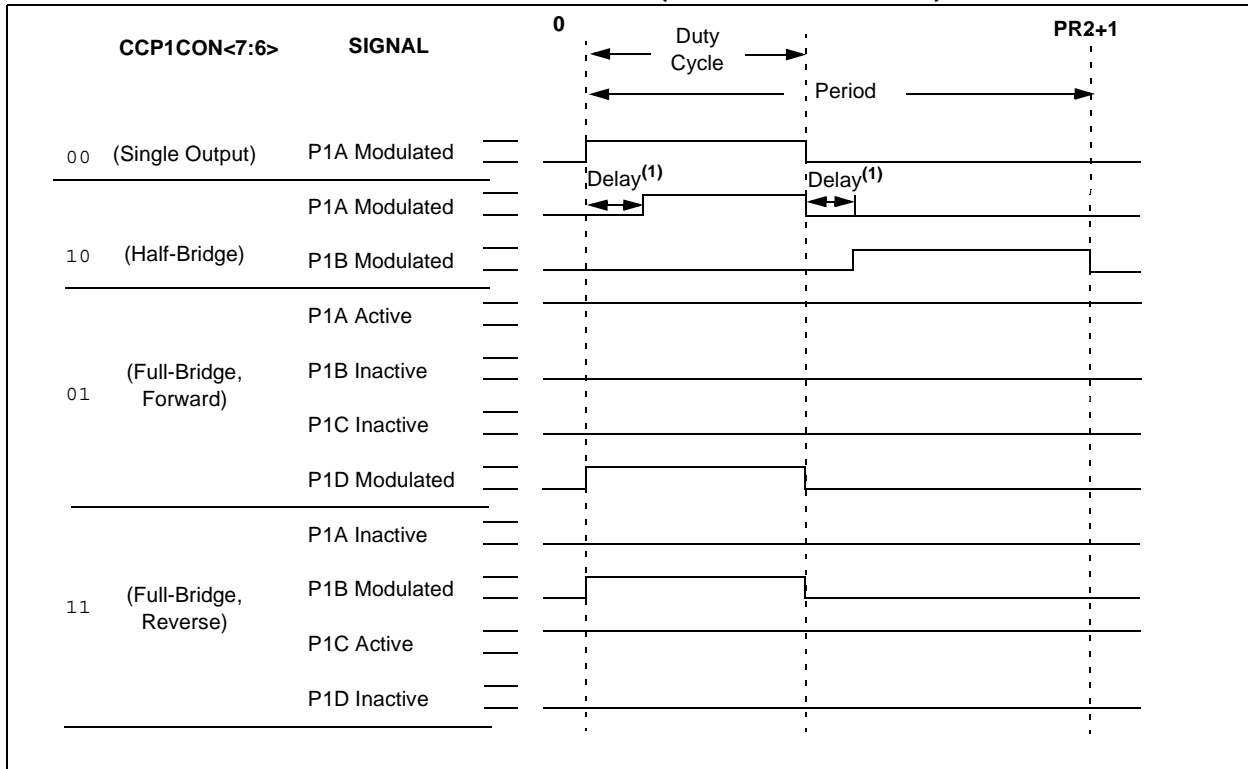 0
PR2+1
CCP1CON<7:6>
SIGNAL
Duty
Cycle
Period
00
(Single Output)
P1A Modulated
Delay(1)
Delay(1)
P1A Modulated
10
(Half-Bridge)
P1B Modulated
P1A Active
01
(Full-Bridge,
Forward)
P1B Inactive
P1C Inactive
P1D Modulated
P1A Inactive
11
(Full-Bridge,
Reverse)
P1B Modulated
P1C Active
P1D Inactive